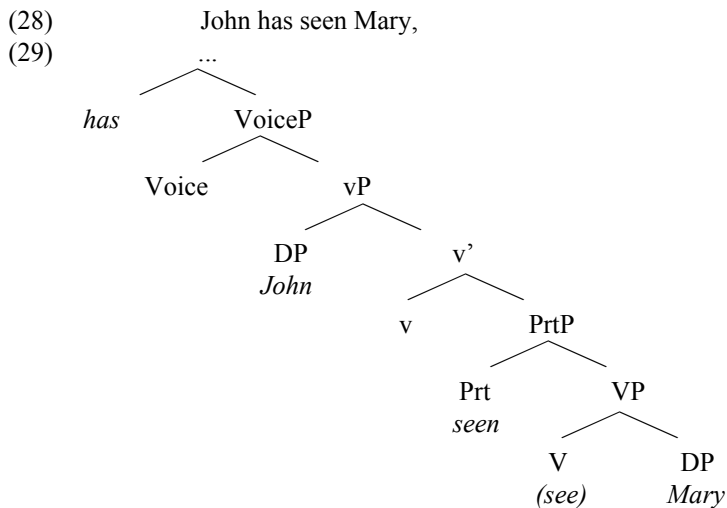 (28) John has seen Mary,
(29) ...
has VoiceP
Voice vP
DP v’
John
v PrtP
Prt VP
seen
V DP
(see) Mary